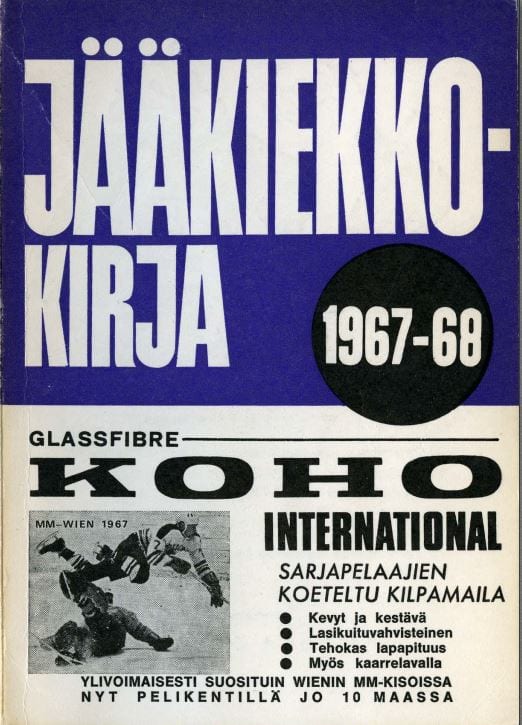 JÄÄKIEKKO-
KIRJA
1967-68
GLASSFIBRE
KOHO
INTERNATIONAL
MM-WIEN 1967
SARJAPELAAJIEN
KOETELTU KILPAMAILA
● Kevyt ja kestävä
● Lasikuituvahvisteinen
● Tehokas lapapituus
● Myös kaarrelavalla
YLIVOIMAISESTI SUOSITUIN WIENIN MM-KISOISSA
NYT PELIKENTILLÄ JO 10 MAASSA